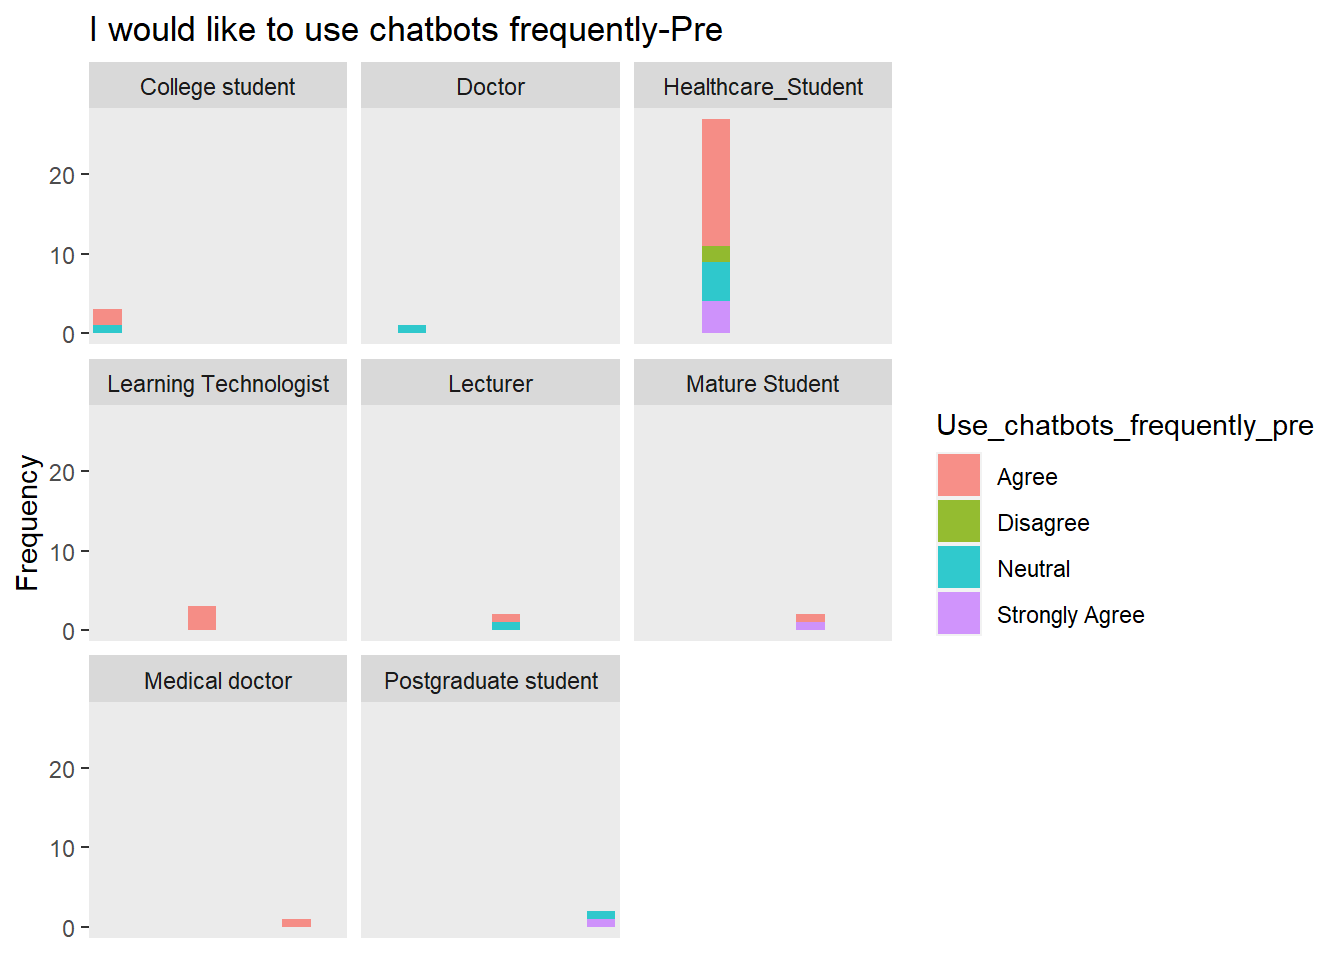 I would like to use chatbots frequently-Pre
College student
Doctor
Healthcare_Student
20
10
0
Learning Technologist
Lecturer
Mature Student
20
10
0
Frequency
Medical doctor
Postgraduate student
20
10
0
Use_chatbots_frequently_pre
Agree
Disagree
Neutral
Strongly Agree